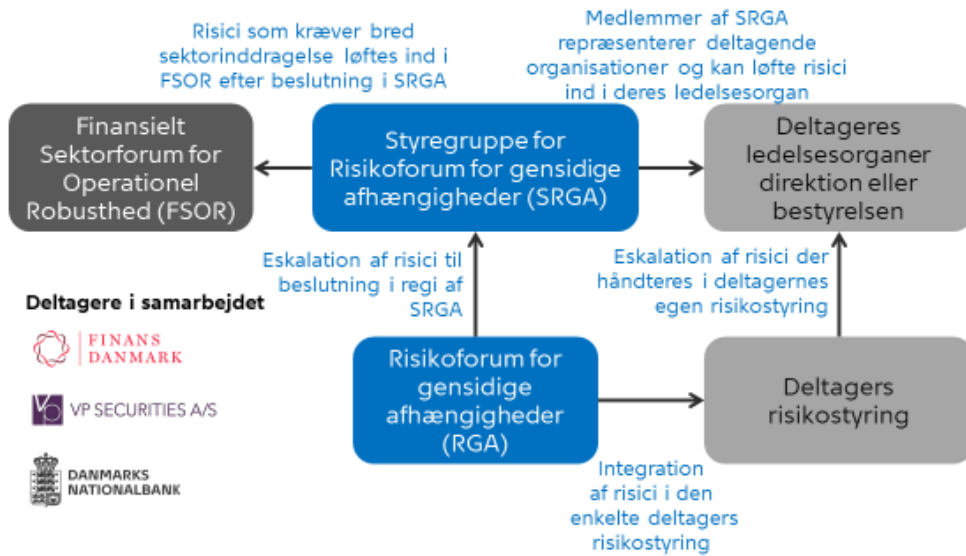 Risici som kræver bred
sektorinddragelse løftes ind i
FSOR efter beslutning i SRGA
Medlemmer af SRGA
repræsenterer deltagende
organisationer og kan løfte risici
ind i deres ledelsesorgan
Finansielt
Sektorforum for
Operationel
Robusthed (FSOR)
Styregruppe for
Risikoforum for gensidige
afhængigheder (SRGA)
Deltageres
ledelsesorganer
direktion eller
bestyrelsen
Eskalation af risici til
beslutning i regi af
SRGA
Eskalation af risici der
håndteres i deltagernes
egen risikostyring
Deltagere i samarbejdet
FINANS
DANMARK
VP SECURITIES A/S
DANMARKS
NATIONALBANK
Risikoforum for
gensidige
afhængigheder
(RGA)
Deltagers
risikostyring
Integration
af risici i den
enkelte deltagers
risikostyring